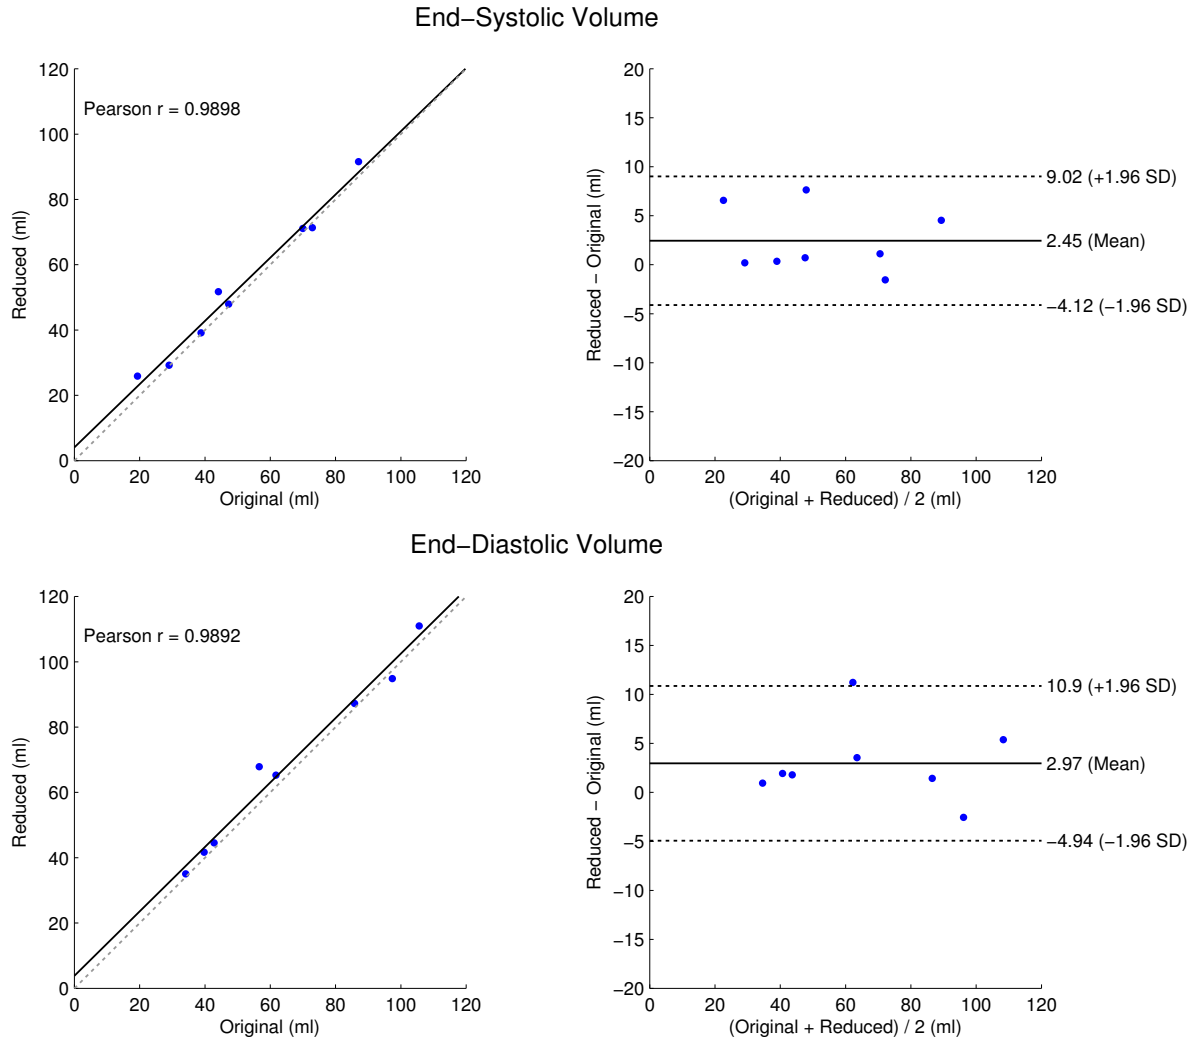 End−Systolic Volume
120
100
80
60
40
20
0
Reduced (ml)
Pearson r = 0.9898
0 20 40 60 80 100 120
Original (ml)
20
15
10
5
0
−5
−10
−15
−20
Reduced − Original (ml)
9.02 (+1.96 SD)
2.45 (Mean)
−4.12 (−1.96 SD)
0 20 40 60 80 100 120
(Original + Reduced) / 2 (ml)
End−Diastolic Volume
120
100
80
60
40
20
0
Reduced (ml)
Pearson r = 0.9892
0 20 40 60 80 100 120
Original (ml)
20
15
10
5
0
−5
−10
−15
−20
Reduced − Original (ml)
10.9 (+1.96 SD)
2.97 (Mean)
−4.94 (−1.96 SD)
0 20 40 60 80 100 120
(Original + Reduced) / 2 (ml)